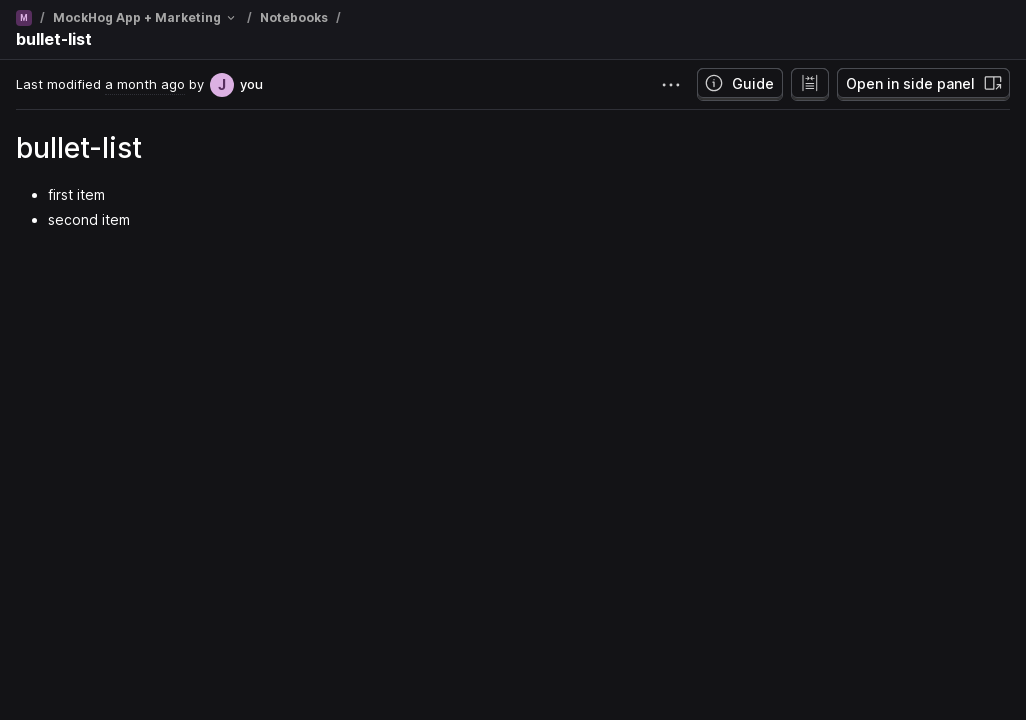 M / MockHog App + Marketing / Notebooks /
bullet-list
Last modified a month ago by J you
Guide
Open in side panel
bullet-list
• first item
• second item